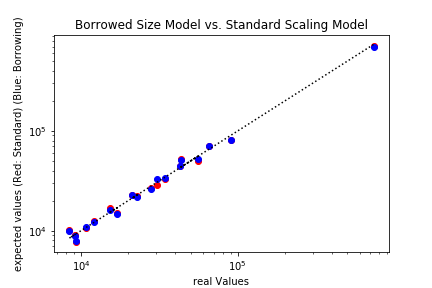 Borrowed Size Model vs. Standard Scaling Model
expected values (Red: Standard) (Blue: Borrowing)
10⁵
10⁴
10⁴
10⁵
real Values